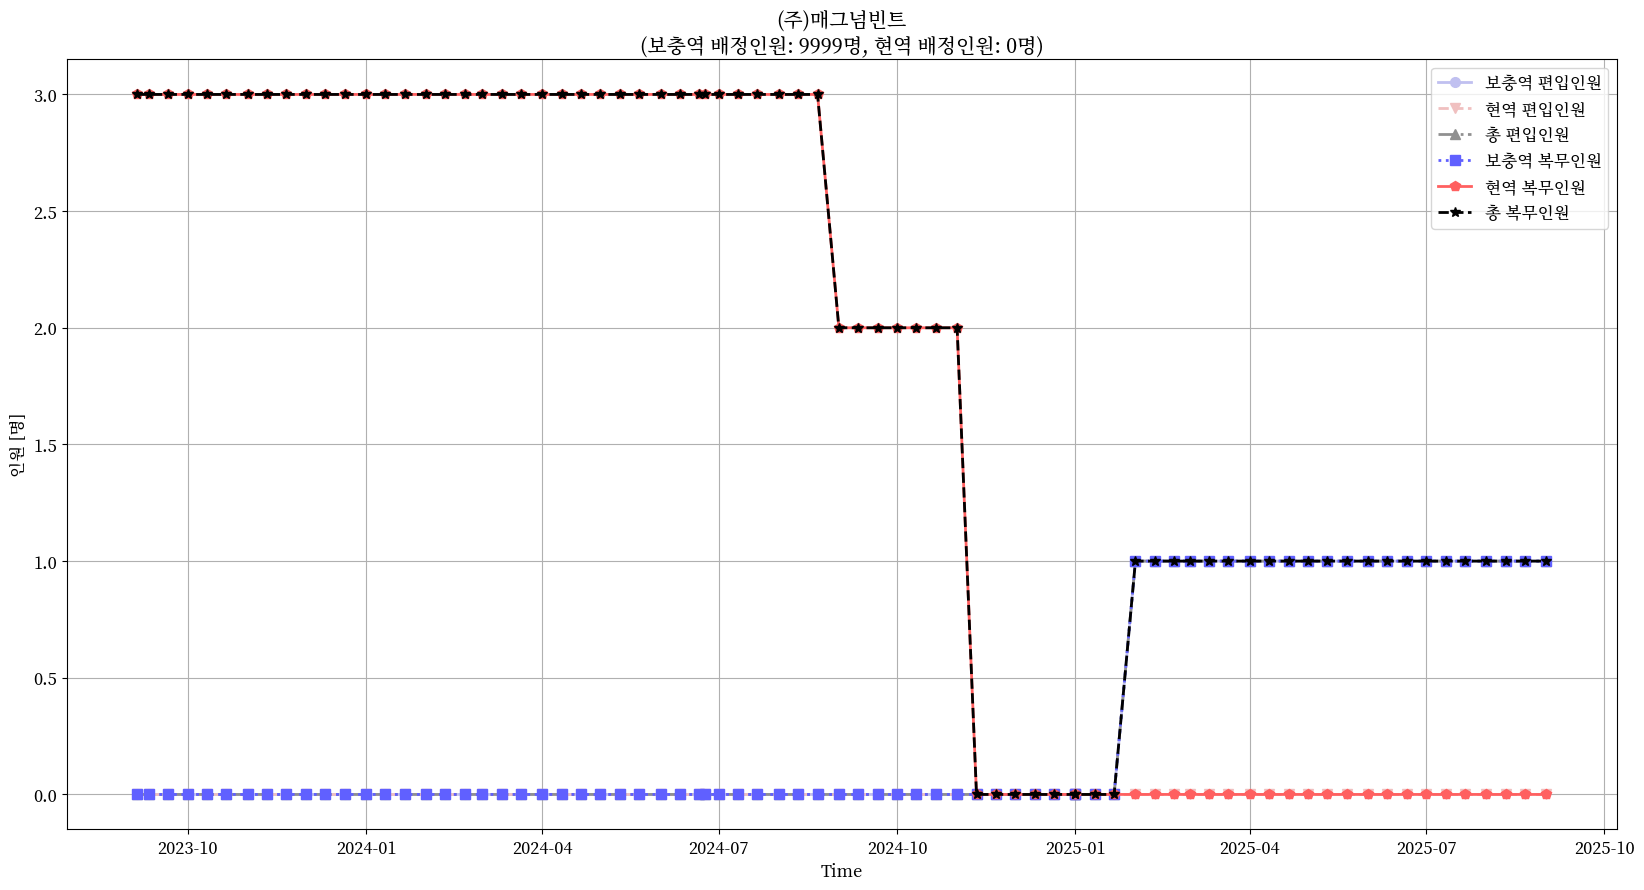 (주)매그넘빈트
(보충역 배정인원: 9999명, 현역 배정인원: 0명)
보충역 편입인원
현역 편입인원
총 편입인원
보충역 복무인원
현역 복무인원
총 복무인원
인원 [명]
3.0
2.5
2.0
1.5
1.0
0.5
0.0
2023-10
2024-01
2024-04
2024-07
2024-10
2025-01
2025-04
2025-07
2025-10
Time